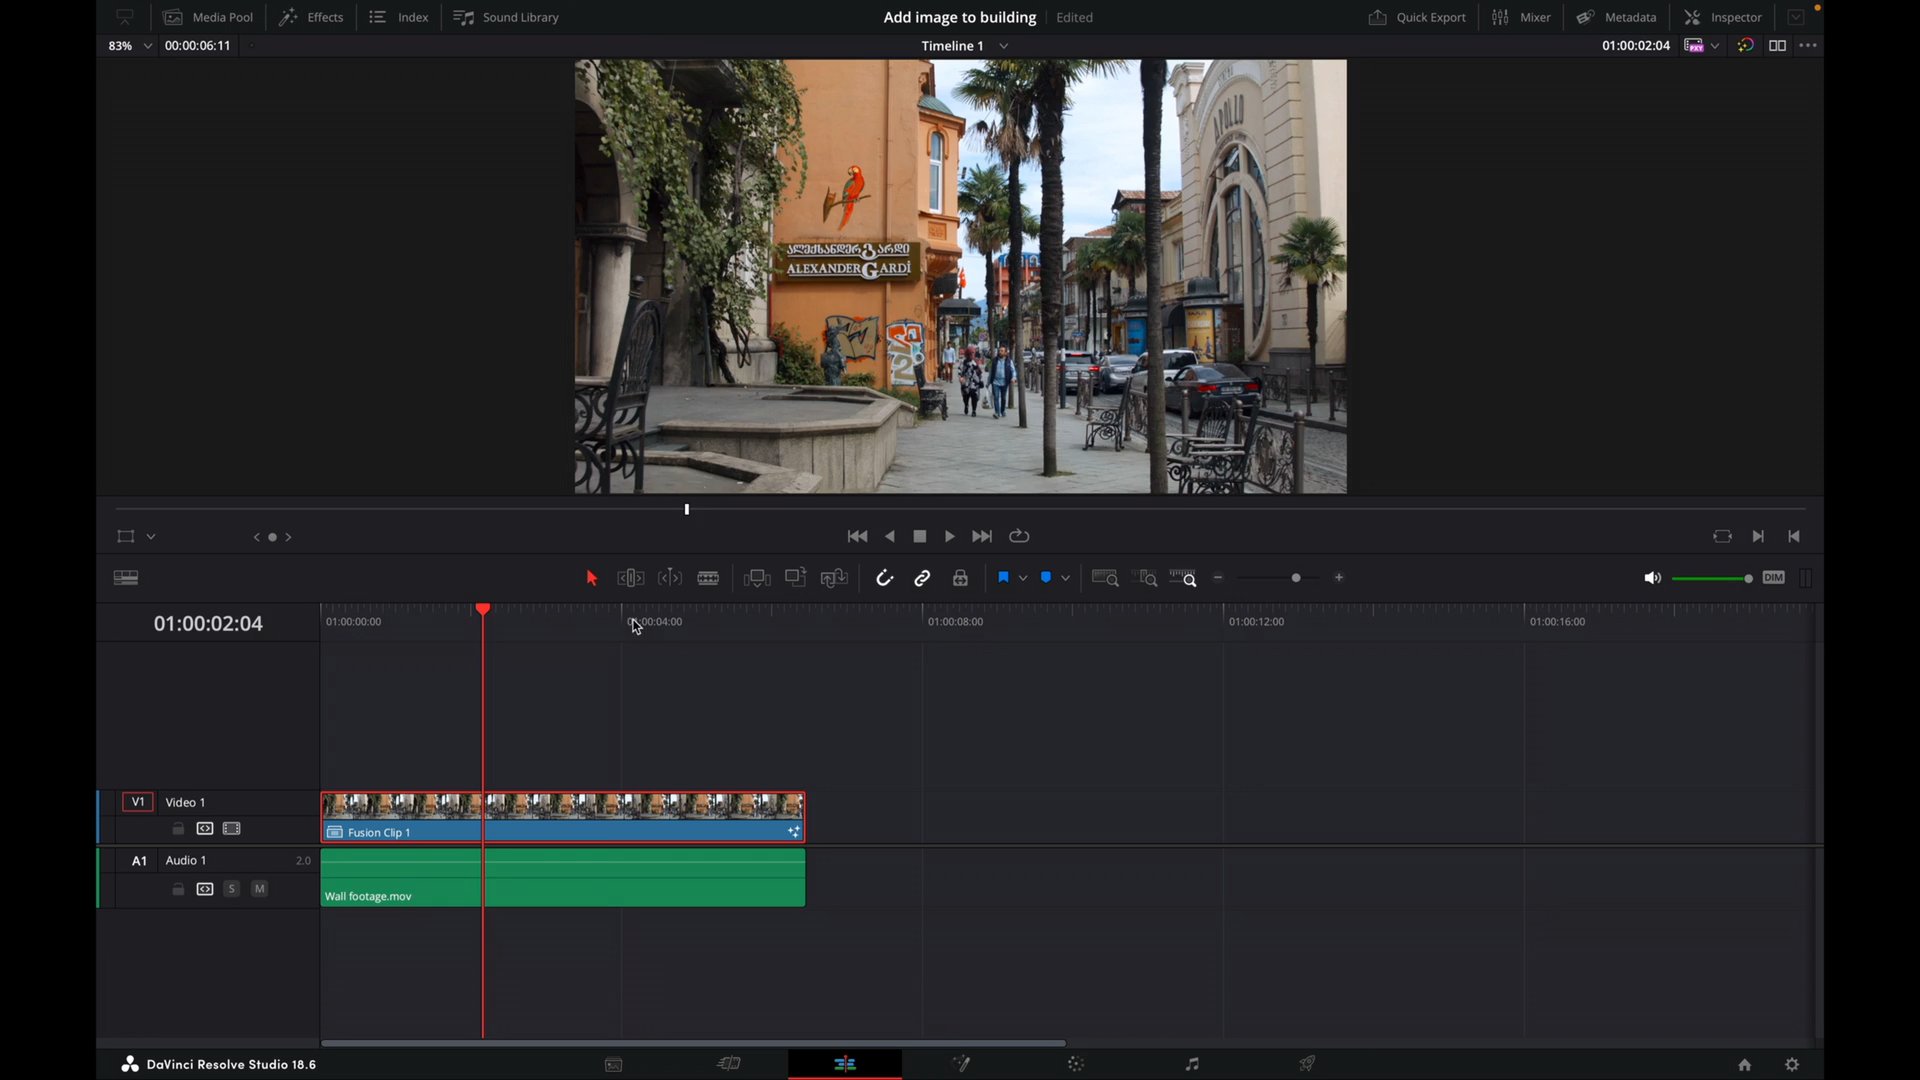 Media Pool Effects Index Sound Library Add image to building Edited Quick Export Mixer Metadata Inspector
83% 00:00:06:11 Timeline 1 01:00:02:04
APOLLO
ALEXANDER GARDI
DIM
01:00:02:04 01:00:00:00 01:00:04:00 01:00:08:00 01:00:12:00 01:00:16:00
V1 Video 1
Fusion Clip 1
A1 Audio 1 2.0
S M
Wall footage.mov
DaVinci Resolve Studio 18.6